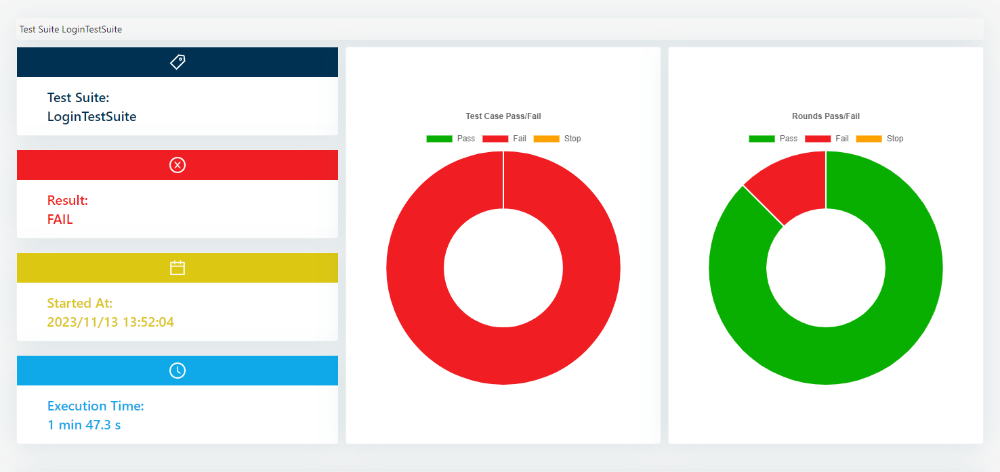 Test Suite LoginTestSuite
Test Suite:
LoginTestSuite
Result:
FAIL
Started At:
2023/11/13 13:52:04
Execution Time:
1 min 47.3 s
Test Case Pass/Fail
Pass Fail Stop
Rounds Pass/Fail
Pass Fail Stop